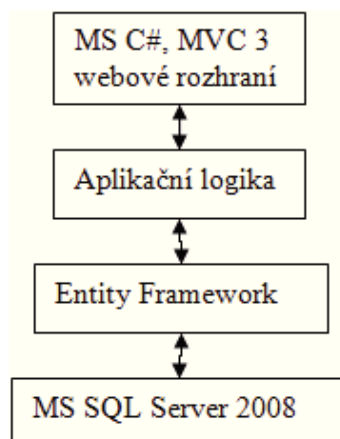 MS C#, MVC 3
webové rozhraní
Aplikační logika
Entity Framework
MS SQL Server 2008